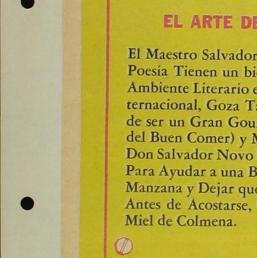 EL ARTE DE
El Maestro Salvador
Poesía Tienen un bi
Ambiente Literario e
ternacional, Goza Ta
de ser un Gran Gou
del Buen Comer) y M
Don Salvador Novo
Para Ayudar a una B
Manzana y Dejar que
Antes de Acostarse,
Miel de Colmena.